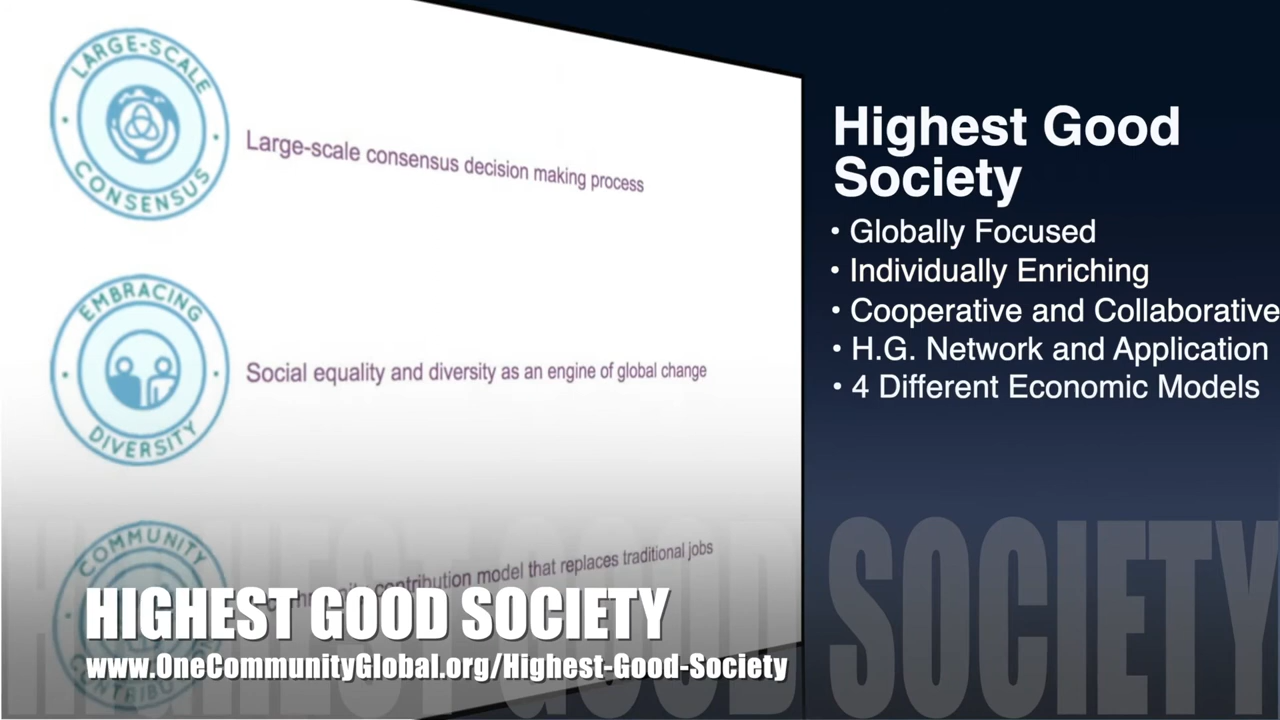 LARGE-SCALE
CONSENSUS
Large-scale consensus decision making process
EMBRACING
DIVERSITY
Social equality and diversity as an engine of global change
COMMUNITY
contribution model that replaces traditional jobs
Highest Good
Society
• Globally Focused
• Individually Enriching
• Cooperative and Collaborative
• H.G. Network and Application
• 4 Different Economic Models
HIGHEST GOOD SOCIETY
HIGHEST GOOD SOCIETY
www.OneCommunityGlobal.org/Highest-Good-Society